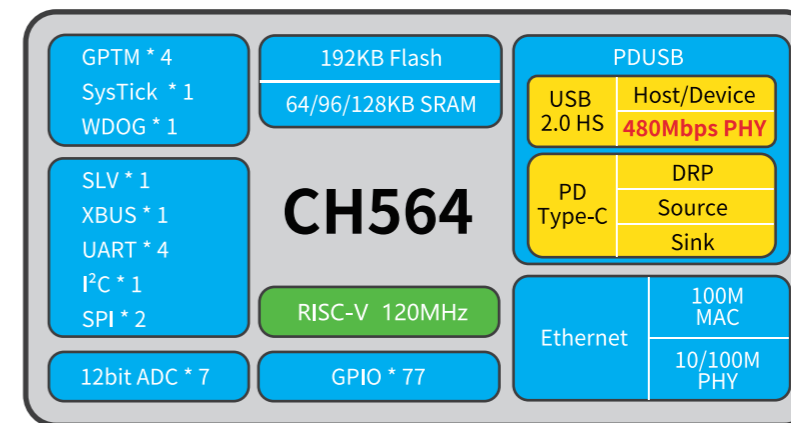 GPTM * 4
SysTick * 1
WDOG * 1
192KB Flash
64/96/128KB SRAM
PDUSB
USB
2.0 HS
Host/Device
480Mbps PHY
PD
Type-C
DRP
Source
Sink
SLV * 1
XBUS * 1
UART * 4
I²C * 1
SPI * 2
CH564
RISC-V 120MHz
Ethernet
100M
MAC
10/100M
PHY
12bit ADC * 7
GPIO * 77